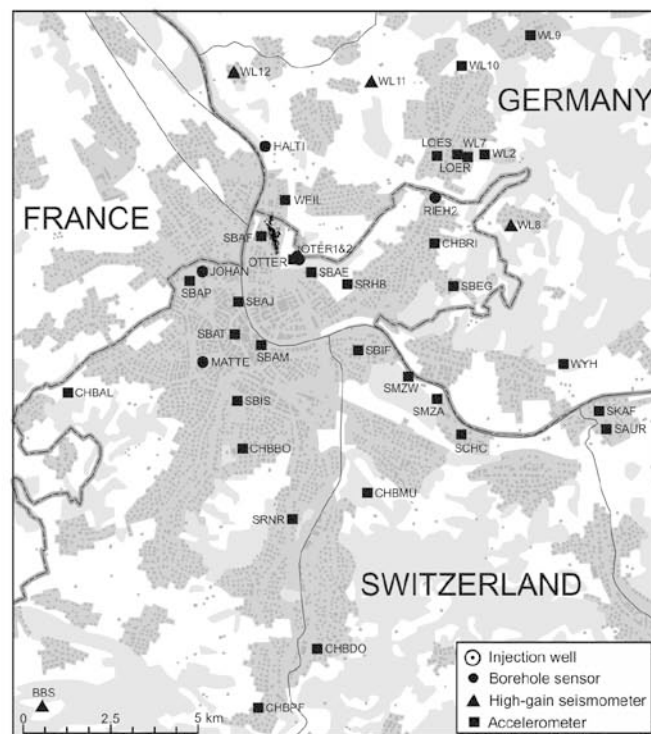 WL9
WL12
WL11
WL10
GERMANY
HALTI
LOES
WL7
WL2
LOER
WEIL
RIEH2
FRANCE
SBAF
WL8
OTER1&2
CHBRI
OTTER
JOHAN
SBAE
SBAP
SRHB
SBEG
SBAJ
SBAT
SBAM
SBIF
MATTE
WYH
CHBAL
SMZW
SBIS
SMZA
SKAF
SAUR
SCHC
CHBBO
CHBMU
SRNR
SWITZERLAND
CHBDO
Injection well
Borehole sensor
High-gain seismometer
Accelerometer
BBS
CHBPF
0 2.5 5 km